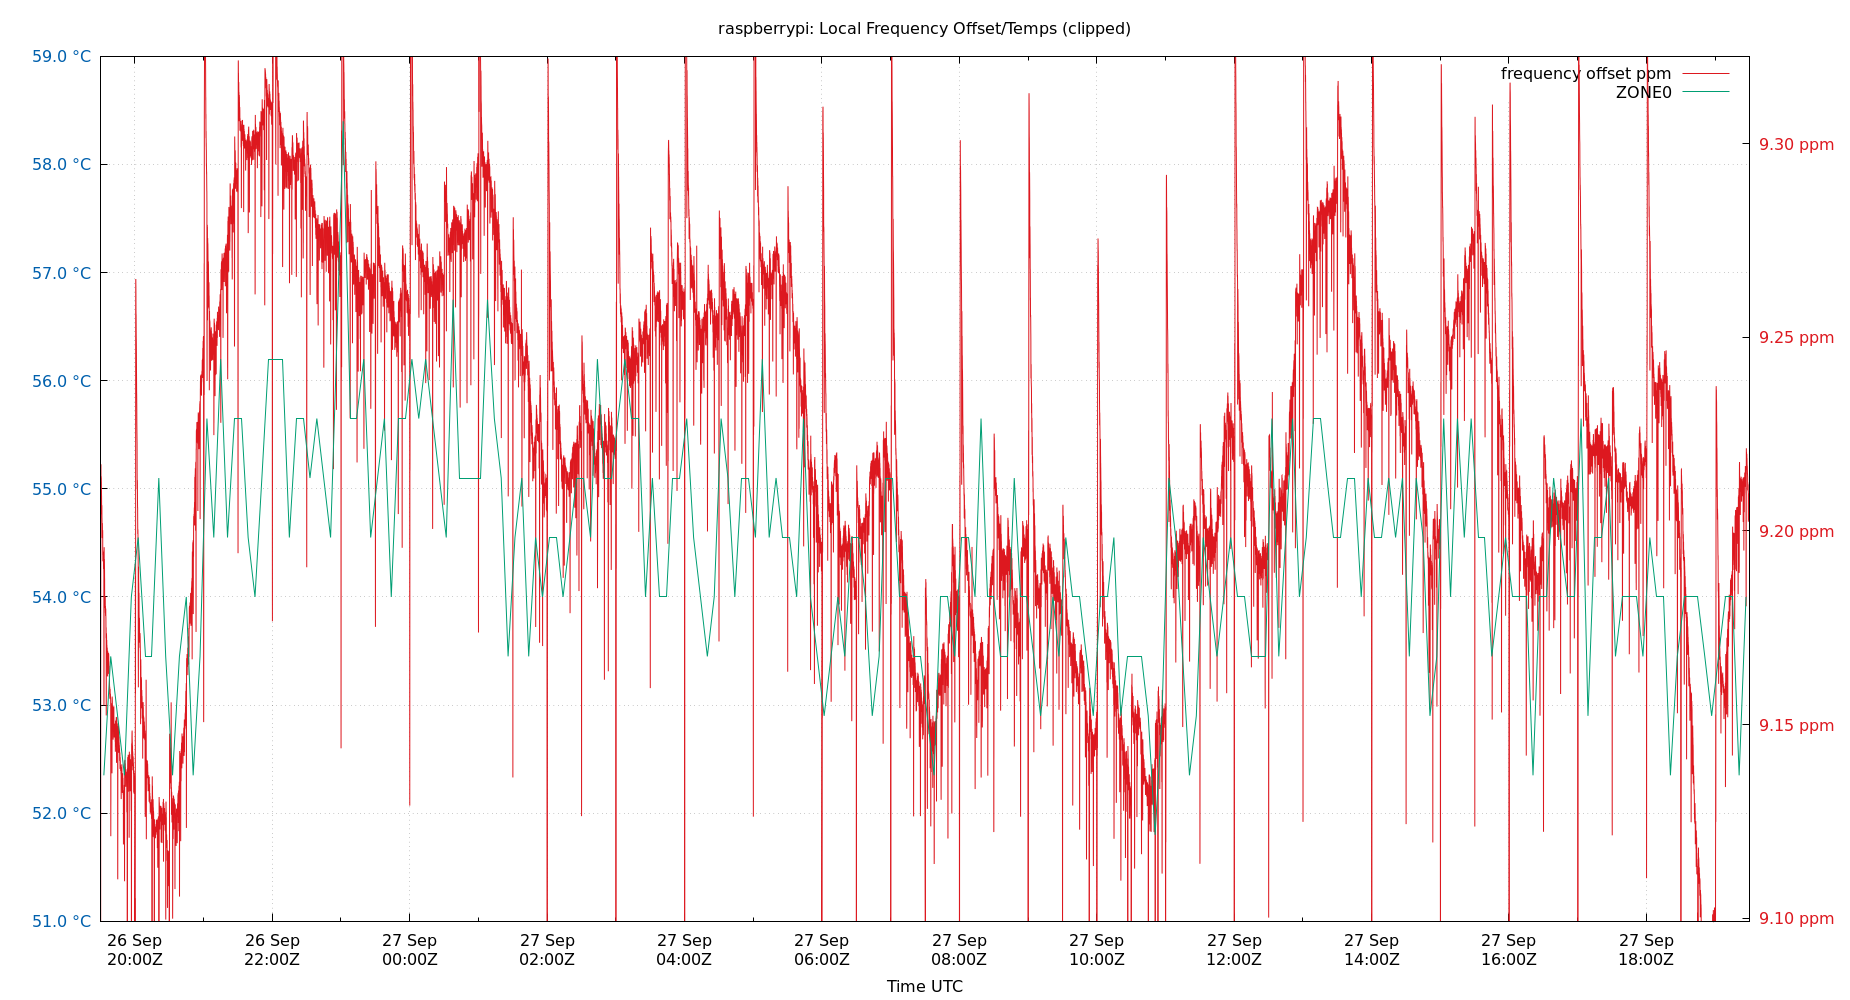 raspberrypi: Local Frequency Offset/Temps (clipped)
frequency offset ppm
ZONE0
59.0 °C
58.0 °C
57.0 °C
56.0 °C
55.0 °C
54.0 °C
53.0 °C
52.0 °C
51.0 °C
9.30 ppm
9.25 ppm
9.20 ppm
9.15 ppm
9.10 ppm
26 Sep
20:00Z
26 Sep
22:00Z
27 Sep
00:00Z
27 Sep
02:00Z
27 Sep
04:00Z
27 Sep
06:00Z
27 Sep
08:00Z
27 Sep
10:00Z
27 Sep
12:00Z
27 Sep
14:00Z
27 Sep
16:00Z
27 Sep
18:00Z
Time UTC